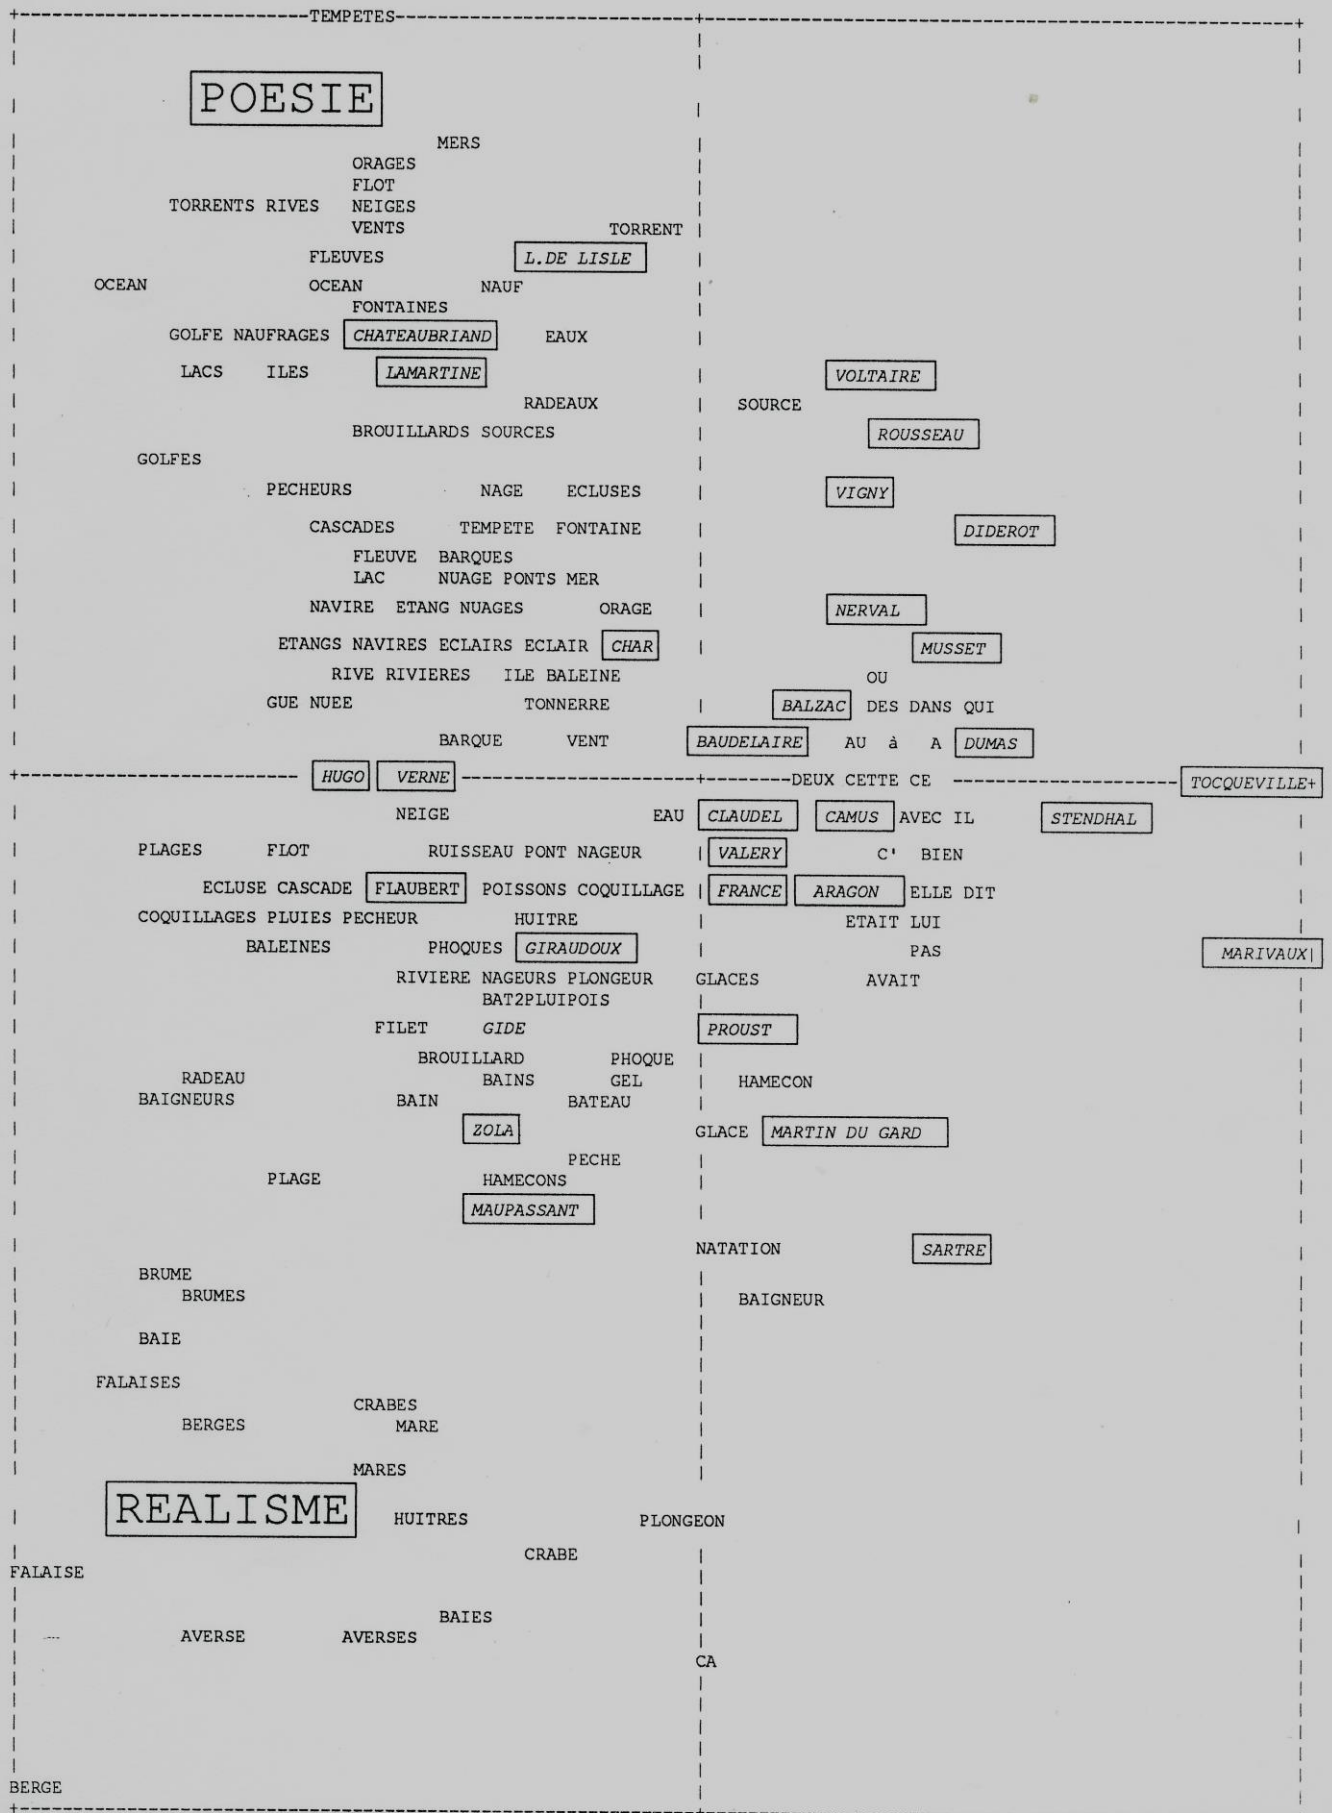 TEMPETES
POESIE
MERS
ORAGES
FLOT
TORRENTS RIVES NEIGES
VENTS TORRENT
FLEUVES L.DE LISLE
OCEAN OCEAN NAUF
FONTAINES
GOLFE NAUFRAGES CHATEAUBRIAND EAUX
LACS ILES LAMARTINE VOLTAIRE
RADEAUX SOURCE
BROUILLARDS SOURCES ROUSSEAU
GOLFES
PECHEURS NAGE ECLUSES VIGNY
CASCADES TEMPETE FONTAINE DIDEROT
FLEUVE BARQUES
LAC NUAGE PONTS MER
NAVIRE ETANG NUAGES ORAGE NERVAL
ETANGS NAVIRES ECLAIRS ECLAIR CHAR MUSSET
RIVE RIVIERES ILE BALEINE OU
GUE NUEE TONNERRE BALZAC DES DANS QUI
BARQUE VENT BAUDELAIRE AU à A DUMAS
HUGO VERNE DEUX CETTE CE TOCQUEVILLE+
NEIGE EAU CLAUDEL CAMUS AVEC IL STENDHAL
PLAGES FLOT RUISSEAU PONT NAGEUR VALERY C' BIEN
ECLUSE CASCADE FLAUBERT POISSONS COQUILLAGE FRANCE ARAGON ELLE DIT
COQUILLAGES PLUIES PECHEUR HUITRE ETAIT LUI
BALEINES PHOQUES GIRAUDOUX PAS MARIVAUX|
RIVIERE NAGEURS PLONGEUR GLACES AVAIT
BAT2PLUIPOIS
FILET GIDE PROUST
BROUILLARD PHOQUE
RADEAU BAINS GEL HAMECON
BAIGNEURS BAIN BATEAU
ZOLA GLACE MARTIN DU GARD
PECHE
PLAGE HAMECONS
MAUPASSANT
NATATION SARTRE
BRUME
BRUMES BAIGNEUR
BAIE
FALAISES
CRABES
BERGES MARE
MARES
REALISME HUITRES PLONGEON
CRABE
FALAISE
BAIES
AVERSE AVERSES
CA
BERGE